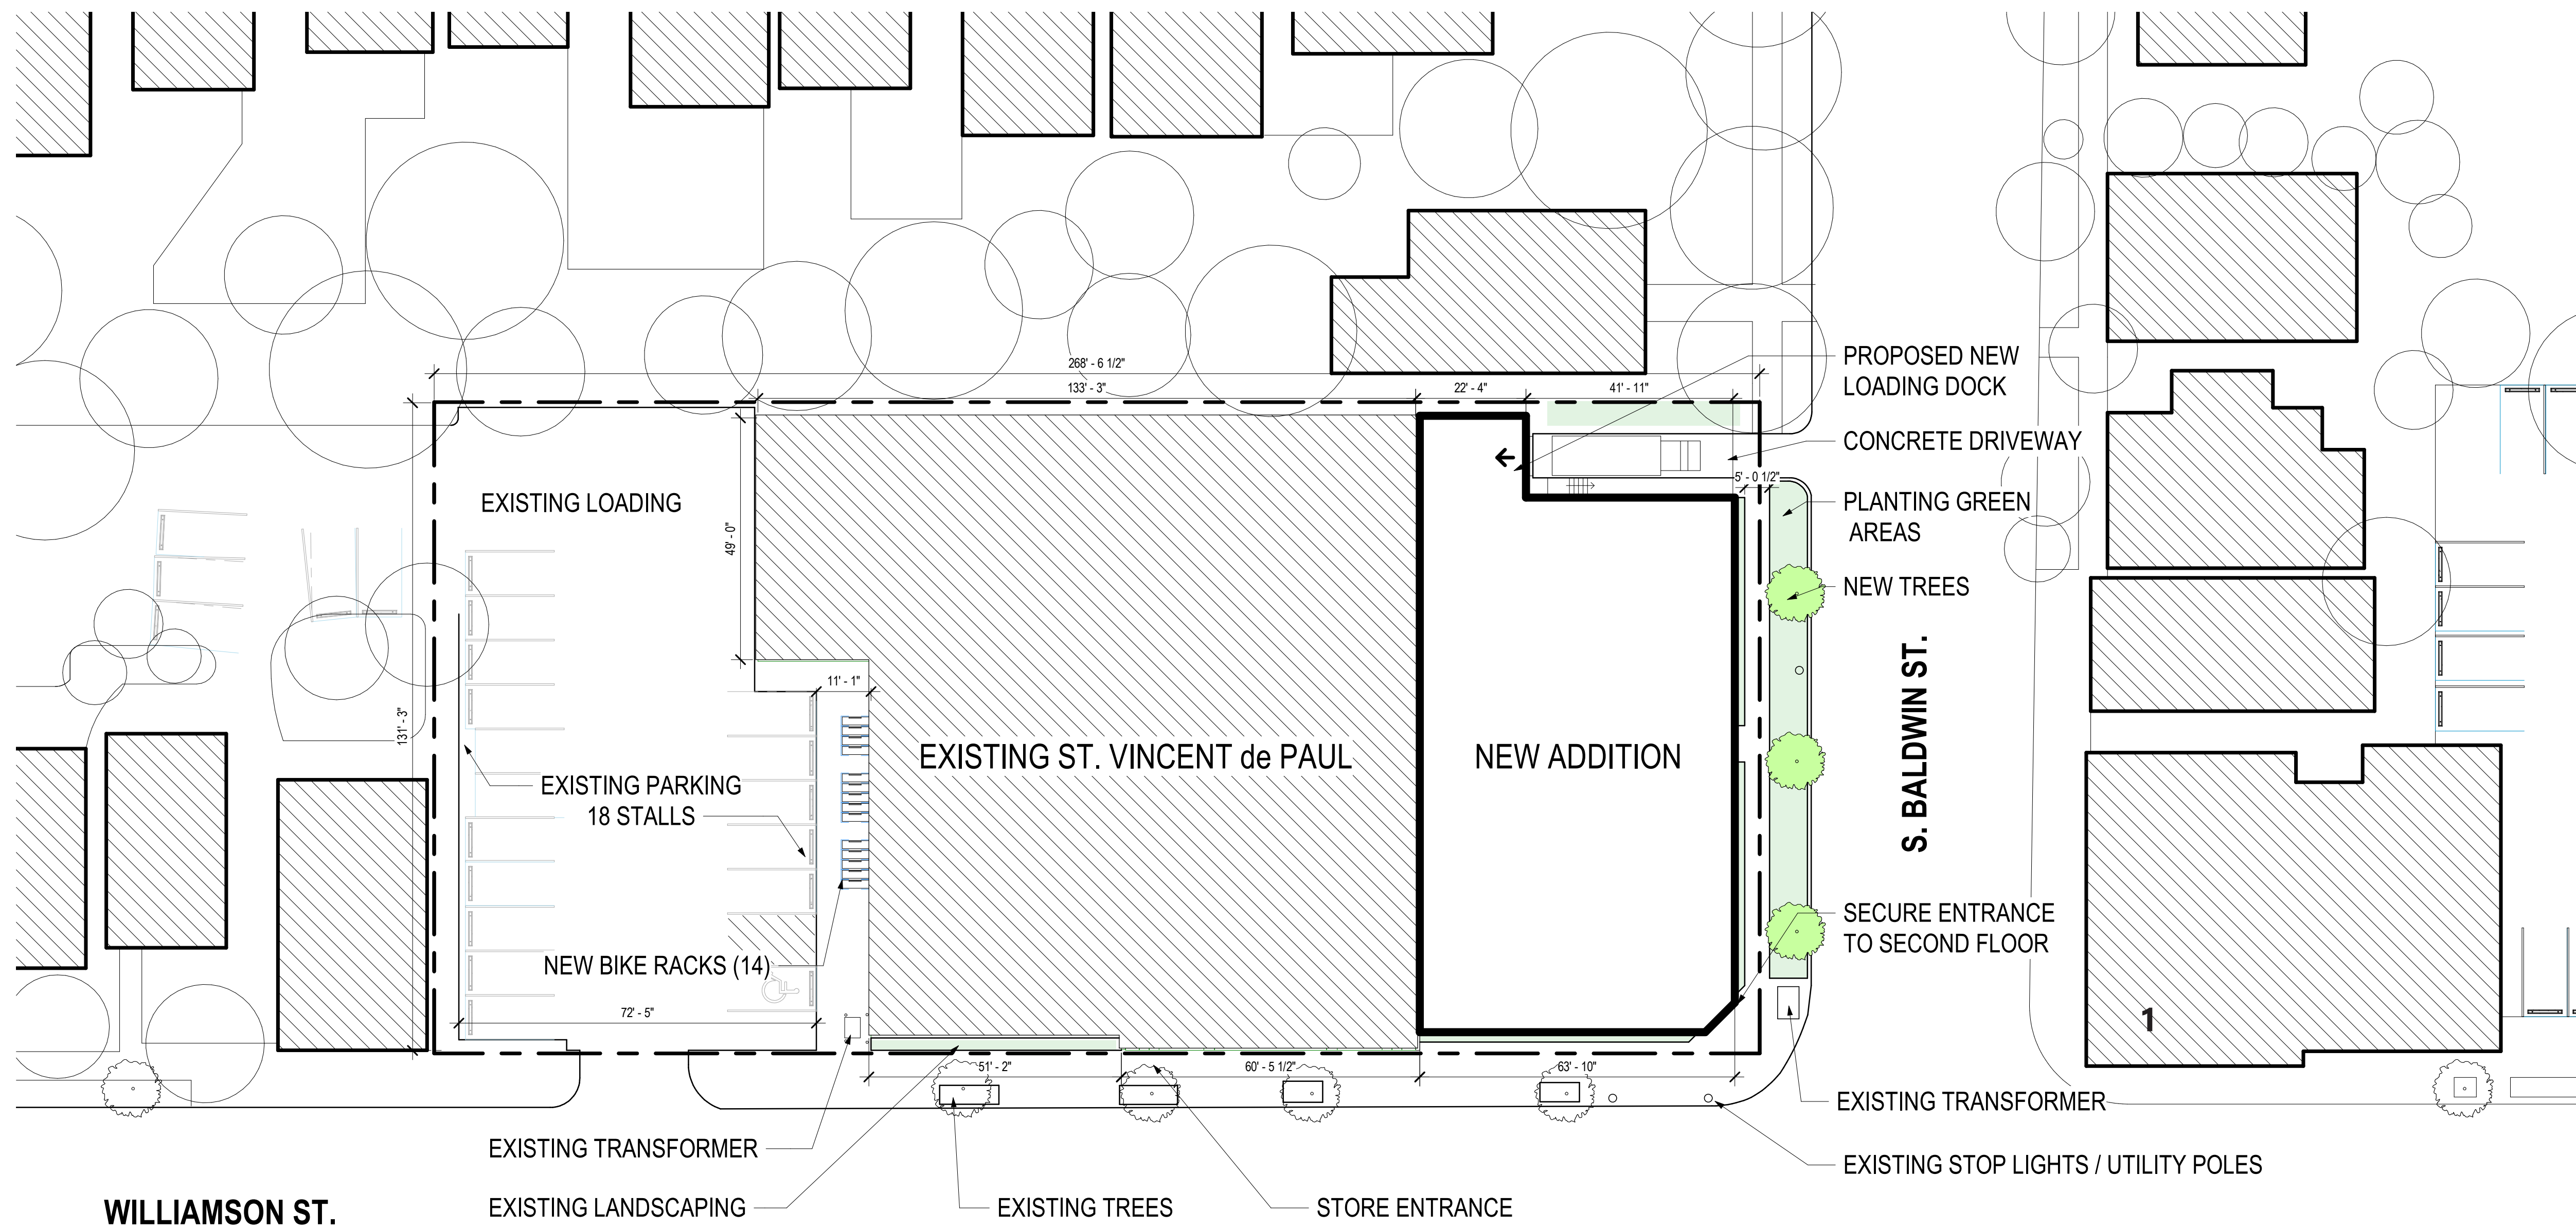 268' - 6 1/2"
133' - 3"
22' - 4"
41' - 11"
PROPOSED NEW
LOADING DOCK
CONCRETE DRIVEWAY
5' - 0 1/2"
EXISTING LOADING
49' - 0"
PLANTING GREEN
AREAS
NEW TREES
11' - 1"
131' - 3"
EXISTING ST. VINCENT de PAUL
NEW ADDITION
S. BALDWIN ST.
EXISTING PARKING
18 STALLS
SECURE ENTRANCE
TO SECOND FLOOR
NEW BIKE RACKS (14)
72' - 5"
1
51' - 2"
60' - 5 1/2"
63' - 10"
EXISTING TRANSFORMER
EXISTING TRANSFORMER
EXISTING STOP LIGHTS / UTILITY POLES
WILLIAMSON ST.
EXISTING LANDSCAPING
EXISTING TREES
STORE ENTRANCE